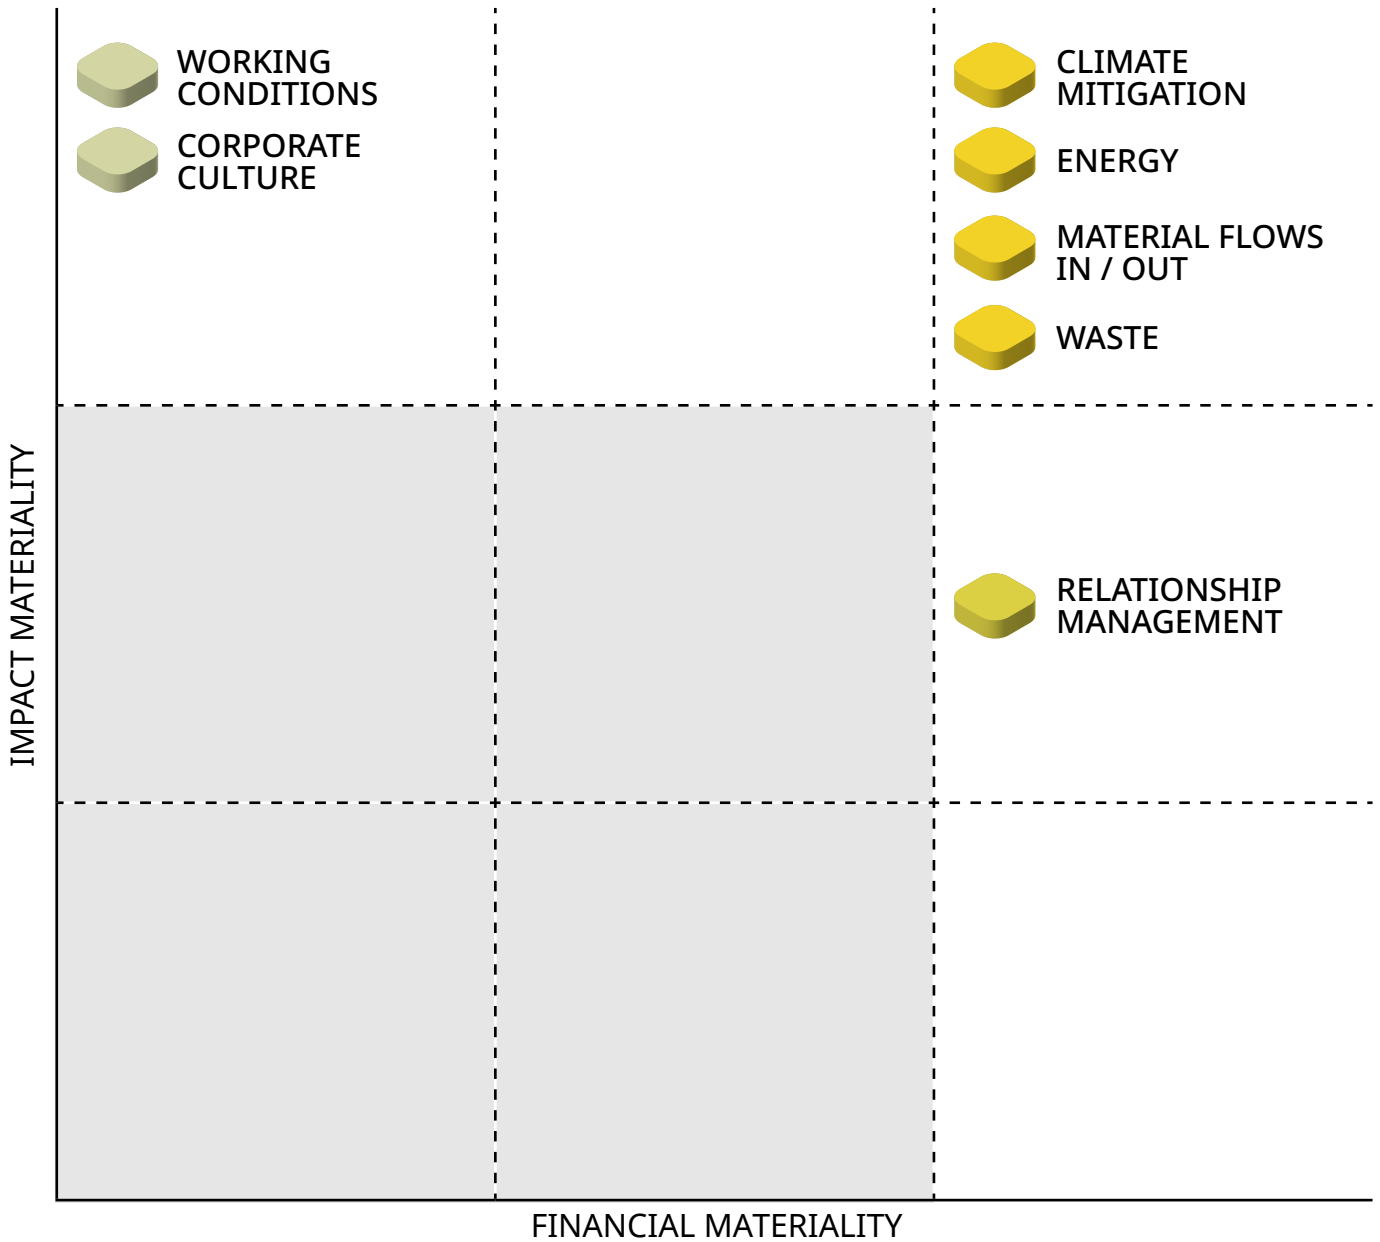 WORKING
CONDITIONS
CORPORATE
CULTURE
CLIMATE
MITIGATION
ENERGY
MATERIAL FLOWS
IN / OUT
WASTE
RELATIONSHIP
MANAGEMENT
IMPACT MATERIALITY
FINANCIAL MATERIALITY